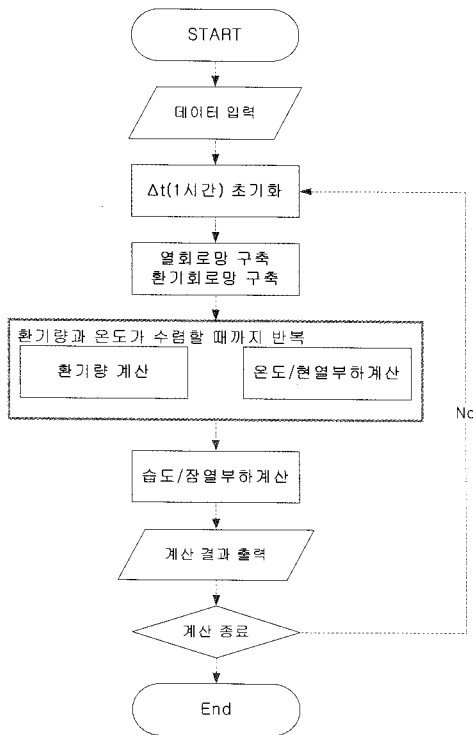 START
데이터 입력
Δt(1시간) 초기화
열회로망 구축
환기회로망 구축
환기량과 온도가 수렴할 때까지 반복
환기량 계산
온도/현열부하계산
No
습도/잠열부하계산
계산 결과 출력
계산 종료
End